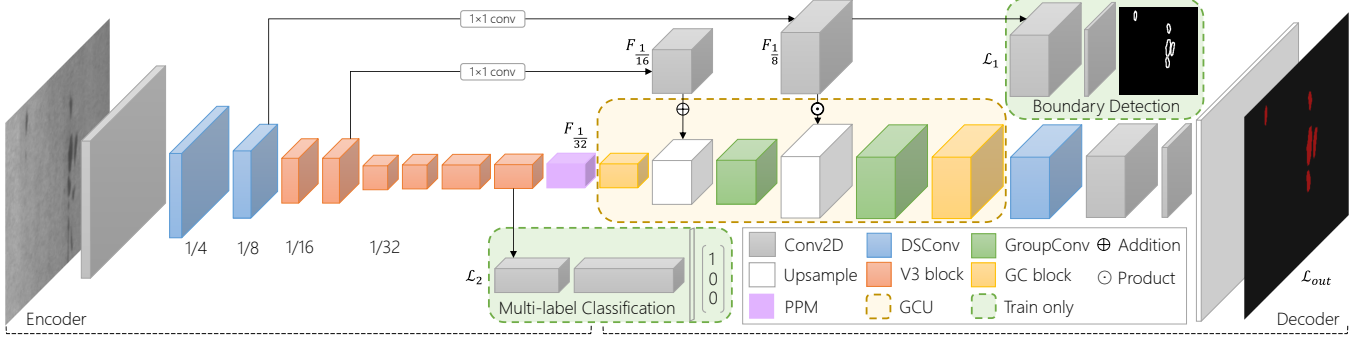 1×1 conv
1×1 conv
F 1/16
F 1/8
ℒ1
Boundary Detection
F 1/32
1/4
1/8
1/16
1/32
ℒ2
Multi-label Classification
1
0
0
Conv2D
DSConv
GroupConv
⊕ Addition
Upsample
V3 block
GC block
⊙ Product
PPM
GCU
Train only
ℒout
Encoder
Decoder